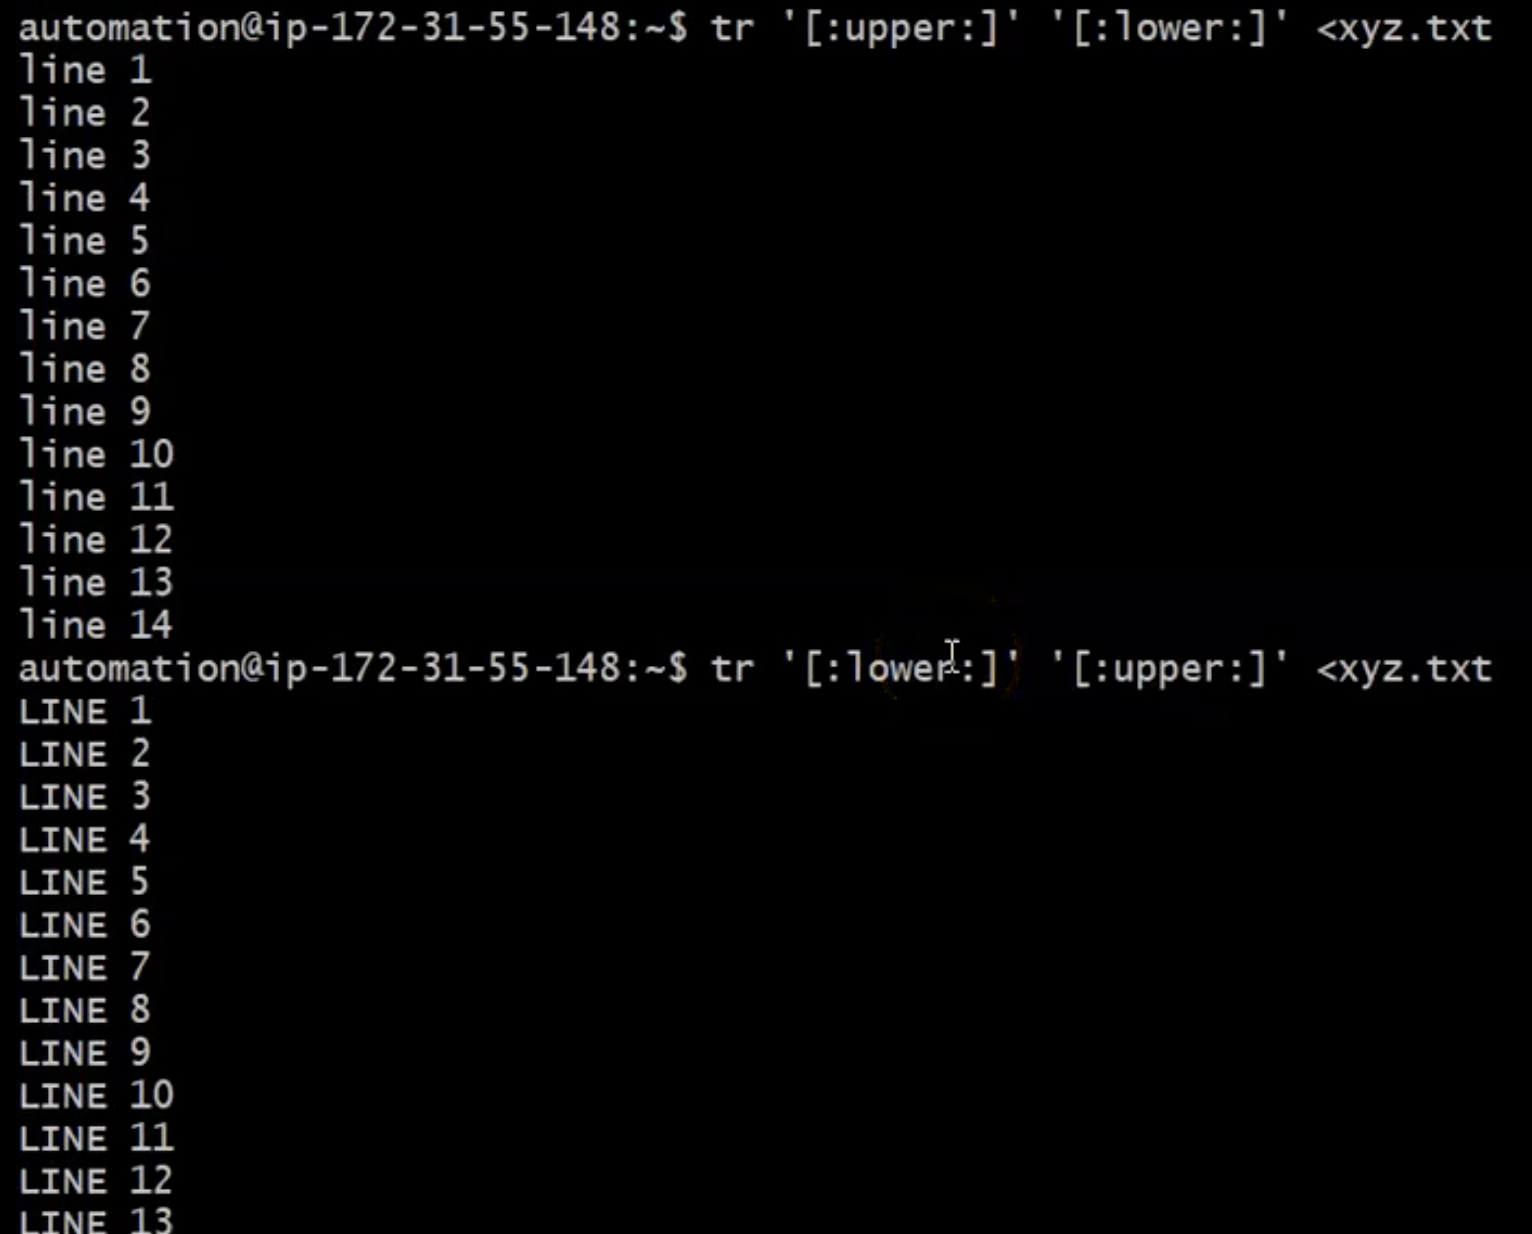 automation@ip-172-31-55-148:~$ tr '[:upper:]' '[:lower:]' <xyz.txt
line 1
line 2
line 3
line 4
line 5
line 6
line 7
line 8
line 9
line 10
line 11
line 12
line 13
line 14
automation@ip-172-31-55-148:~$ tr '[:lower:]' '[:upper:]' <xyz.txt
LINE 1
LINE 2
LINE 3
LINE 4
LINE 5
LINE 6
LINE 7
LINE 8
LINE 9
LINE 10
LINE 11
LINE 12
LINE 13